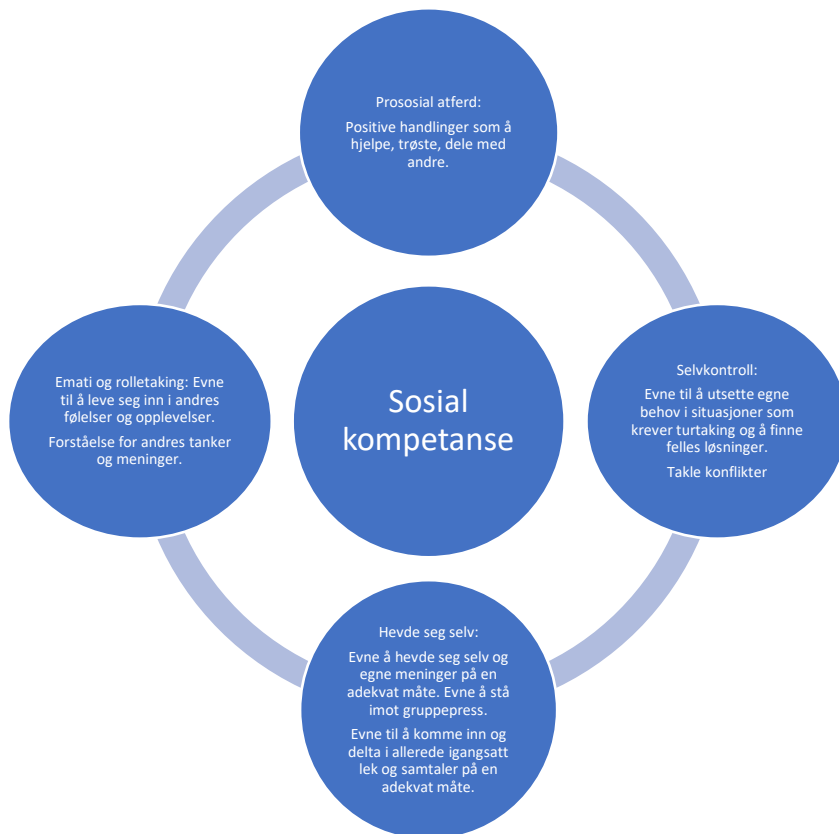 Prososial atferd:
Positive handlinger som å
hjelpe, trøste, dele med
andre.
Emati og rolletaking: Evne
til å leve seg inn i andres
følelser og opplevelser.
Forståelse for andres tanker
og meninger.
Sosial
kompetanse
Selvkontroll:
Evne til å utsette egne
behov i situasjoner som
krever turtaking og å finne
felles løsninger.
Takle konflikter
Hevde seg selv:
Evne å hevde seg selv og
egne meninger på en
adekvat måte. Evne å stå
imot gruppepress.
Evne til å komme inn og
delta i allerede igangsatt
lek og samtaler på en
adekvat måte.